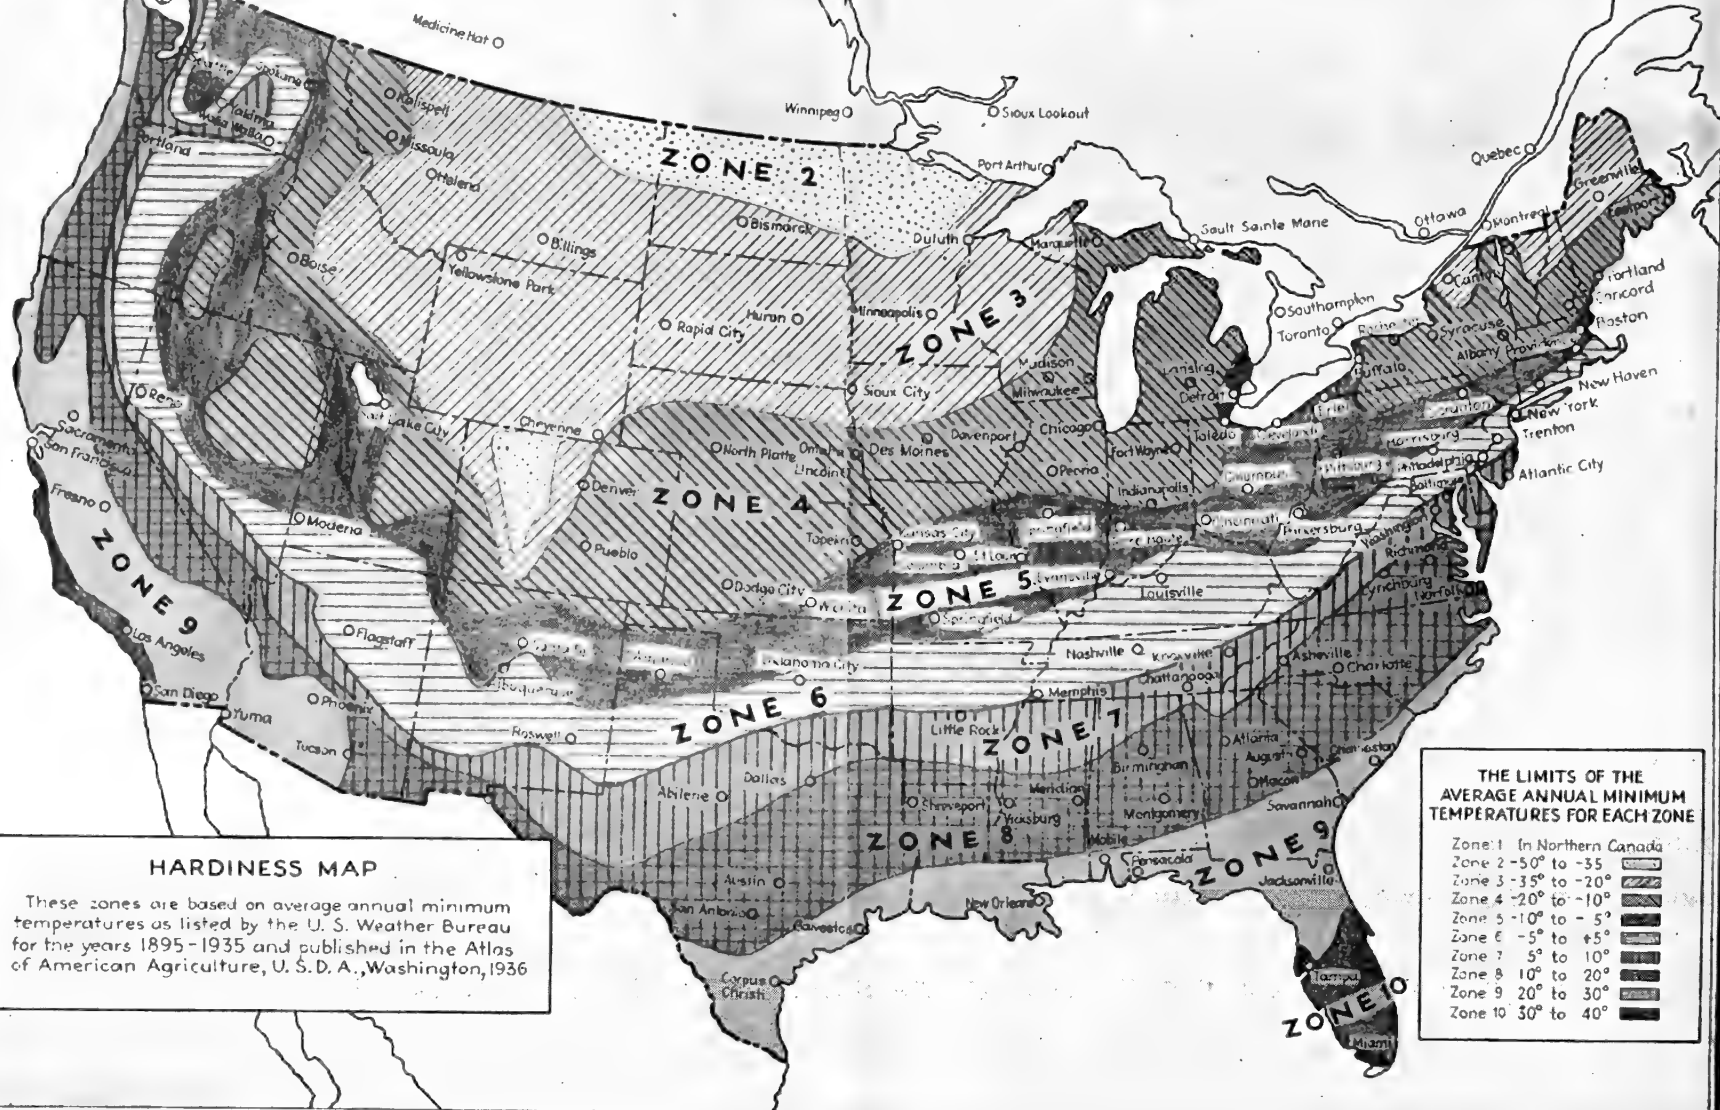 Medicine Hat
Winnipeg
Sioux Lookout
Port Arthur
Quebec
Ottawa
Montreal
Sault Sainte Marie
Spokane
Yakima
Walla Walla
Portland
Kalispell
Missoula
Helena
ZONE 2
Bismarck
Duluth
Marquette
Greenville
Eastport
Boise
Billings
Yellowstone Park
Canton
Portland
Concord
Huron
Rapid City
Minneapolis
ZONE 3
Southampton
Toronto
Syracuse
Boston
Albany
Buffalo
Madison
Milwaukee
Lansing
Detroit
Sioux City
Reno
Salt Lake City
Cheyenne
New Haven
New York
Erie
Scranton
Trenton
Sacramento
San Francisco
North Platte
Omaha
Lincoln
Des Moines
Davenport
Chicago
Toledo
Cleveland
Fort Wayne
Harrisburg
Philadelphia
Pittsburg
Columbus
Peoria
Atlantic City
Fresno
Denver
ZONE 4
Indianapolis
Modena
Kansas City
Cincinnati
Parkersburg
Washington
Richmond
Pueblo
Topeka
St Louis
ZONE 9
Dodge City
Wichita
ZONE 5
Evansville
Louisville
Lynchburg
Norfolk
Springfield
Los Angeles
Flagstaff
Oklahoma City
Nashville
Knoxville
Asheville
Charlotte
Chattanooga
Albuquerque
San Diego
Yuma
Phoenix
Memphis
ZONE 6
Tucson
Roswell
Little Rock
ZONE 7
Atlanta
Birmingham
Macon
Charleston
Dallas
Abilene
Meridian
Shreveport
Vicksburg
Montgomery
Savannah
ZONE 8
Mobile
Pensacola
ZONE 9
Jacksonville
Austin
San Antonio
Galveston
New Orleans
Corpus
Christi
Tampa
ZONE 10
Miami
HARDINESS MAP
These zones are based on average annual minimum
temperatures as listed by the U. S. Weather Bureau
for the years 1895-1935 and published in the Atlas
of American Agriculture, U. S. D. A., Washington, 1936
THE LIMITS OF THE
AVERAGE ANNUAL MINIMUM
TEMPERATURES FOR EACH ZONE
Zone 1 In Northern Canada
Zone 2 -50° to -35
Zone 3 -35° to -20°
Zone 4 -20° to -10°
Zone 5 -10° to -5°
Zone 6 -5° to +5°
Zone 7 5° to 10°
Zone 8 10° to 20°
Zone 9 20° to 30°
Zone 10 30° to 40°